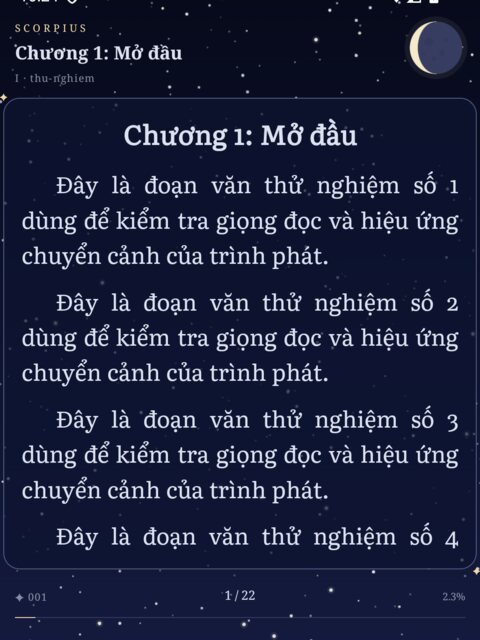 SCORPIUS
Chương 1: Mở đầu
I · thu-nghiem
Chương 1: Mở đầu
Đây là đoạn văn thử nghiệm số 1
dùng để kiểm tra giọng đọc và hiệu ứng
chuyển cảnh của trình phát.
Đây là đoạn văn thử nghiệm số 2
dùng để kiểm tra giọng đọc và hiệu ứng
chuyển cảnh của trình phát.
Đây là đoạn văn thử nghiệm số 3
dùng để kiểm tra giọng đọc và hiệu ứng
chuyển cảnh của trình phát.
Đây là đoạn văn thử nghiệm số 4
001
1 / 22
2.3%